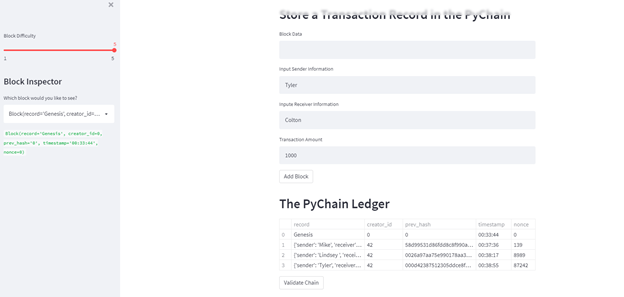 ×
Block Difficulty
5
1 5
Block Inspector
Which block would you like to see?
Block(record='Genesis', creator_id=...
Block(record='Genesis', creator_id=0,
prev_hash='0', timestamp='00:33:44',
nonce=0)
Store a Transaction Record in the PyChain
Block Data
Input Sender Information
Tyler
Inpute Receiver Information
Colton
Transaction Amount
1000
Add Block
The PyChain Ledger
record creator_id prev_hash timestamp nonce
0 Genesis 0 0 00:33:44 0
1 {'sender': 'Mike', 'receiver'... 42 00:37:36 139
2 {'sender': 'Lindsey ', 'recei... 42 00:38:17 8989
3 {'sender': 'Tyler', 'receiver... 42 00:38:55 87242
Validate Chain